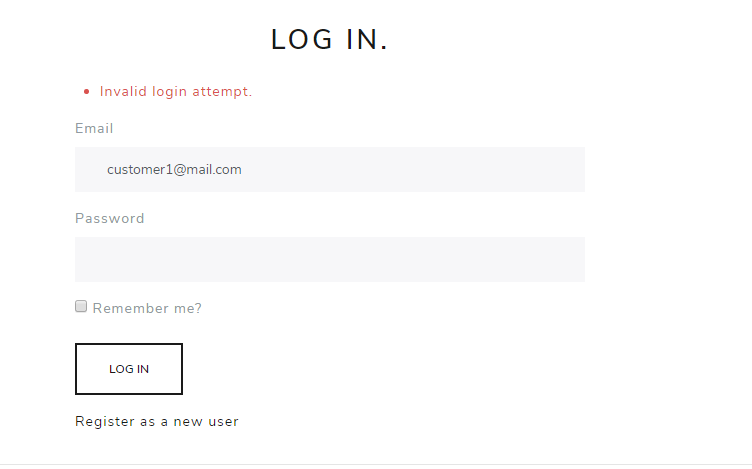 LOG IN.
Invalid login attempt.
Email
customer1@mail.com
Password
Remember me?
LOG IN
Register as a new user